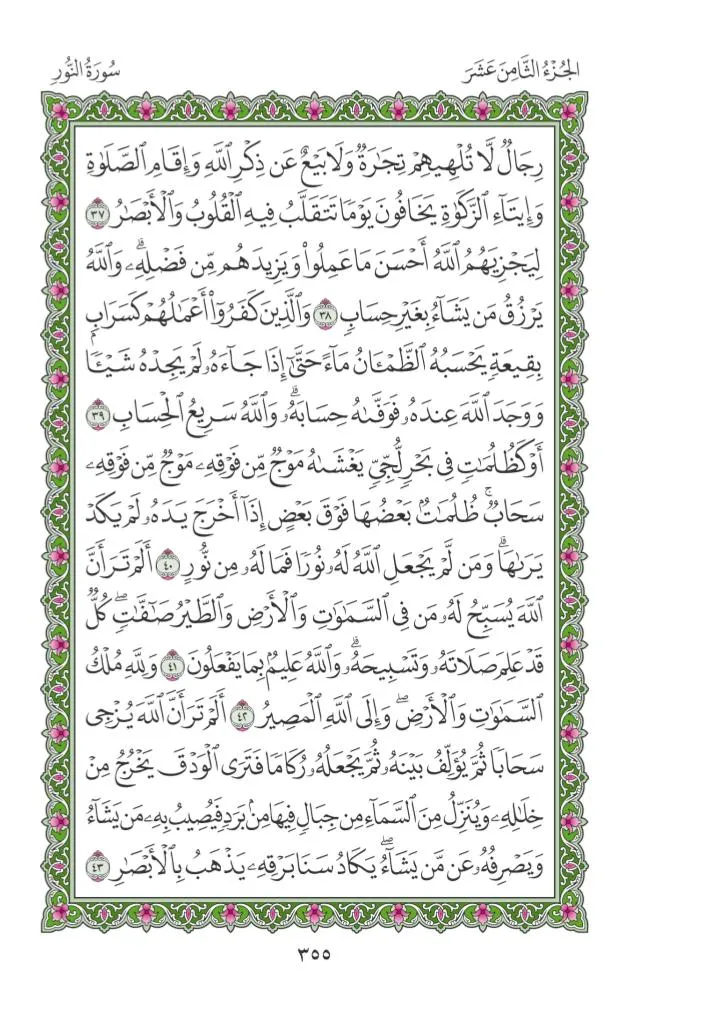 الجُزْءُ الثَّامِنَ عَشَرَ
سُورَةُ النُّورِ
رِجَالٌ لَّا تُلْهِيهِمْ تِجَٰرَةٌ وَلَا بَيْعٌ عَن ذِكْرِ ٱللَّهِ وَإِقَامِ ٱلصَّلَوٰةِ
وَإِيتَآءِ ٱلزَّكَوٰةِ يَخَافُونَ يَوْمًا تَتَقَلَّبُ فِيهِ ٱلْقُلُوبُ وَٱلْأَبْصَٰرُ ٣٧
لِيَجْزِيَهُمُ ٱللَّهُ أَحْسَنَ مَا عَمِلُوا۟ وَيَزِيدَهُم مِّن فَضْلِهِۦۗ وَٱللَّهُ
يَرْزُقُ مَن يَشَآءُ بِغَيْرِ حِسَابٍ ٣٨ وَٱلَّذِينَ كَفَرُوٓا۟ أَعْمَٰلُهُمْ كَسَرَابٍۭ
بِقِيعَةٍ يَحْسَبُهُ ٱلظَّمْـَٔانُ مَآءً حَتَّىٰٓ إِذَا جَآءَهُۥ لَمْ يَجِدْهُ شَيْـًٔا
وَوَجَدَ ٱللَّهَ عِندَهُۥ فَوَفَّىٰهُ حِسَابَهُۥۗ وَٱللَّهُ سَرِيعُ ٱلْحِسَابِ ٣٩
أَوْ كَظُلُمَٰتٍ فِى بَحْرٍ لُّجِّىٍّ يَغْشَىٰهُ مَوْجٌ مِّن فَوْقِهِۦ مَوْجٌ مِّن فَوْقِهِۦ
سَحَابٌۚ ظُلُمَٰتٌۢ بَعْضُهَا فَوْقَ بَعْضٍ إِذَآ أَخْرَجَ يَدَهُۥ لَمْ يَكَدْ
يَرَىٰهَاۗ وَمَن لَّمْ يَجْعَلِ ٱللَّهُ لَهُۥ نُورًا فَمَا لَهُۥ مِن نُّورٍ ٤٠ أَلَمْ تَرَ أَنَّ
ٱللَّهَ يُسَبِّحُ لَهُۥ مَن فِى ٱلسَّمَٰوَٰتِ وَٱلْأَرْضِ وَٱلطَّيْرُ صَٰٓفَّٰتٍۖ كُلٌّ
قَدْ عَلِمَ صَلَاتَهُۥ وَتَسْبِيحَهُۥۗ وَٱللَّهُ عَلِيمٌۢ بِمَا يَفْعَلُونَ ٤١ وَلِلَّهِ مُلْكُ
ٱلسَّمَٰوَٰتِ وَٱلْأَرْضِۖ وَإِلَى ٱللَّهِ ٱلْمَصِيرُ ٤٢ أَلَمْ تَرَ أَنَّ ٱللَّهَ يُزْجِى
سَحَابًا ثُمَّ يُؤَلِّفُ بَيْنَهُۥ ثُمَّ يَجْعَلُهُۥ رُكَامًا فَتَرَى ٱلْوَدْقَ يَخْرُجُ مِنْ
خِلَٰلِهِۦ وَيُنَزِّلُ مِنَ ٱلسَّمَآءِ مِن جِبَالٍ فِيهَا مِنۢ بَرَدٍ فَيُصِيبُ بِهِۦ مَن يَشَآءُ
وَيَصْرِفُهُۥ عَن مَّن يَشَآءُۖ يَكَادُ سَنَا بَرْقِهِۦ يَذْهَبُ بِٱلْأَبْصَٰرِ ٤٣
٣٥٥